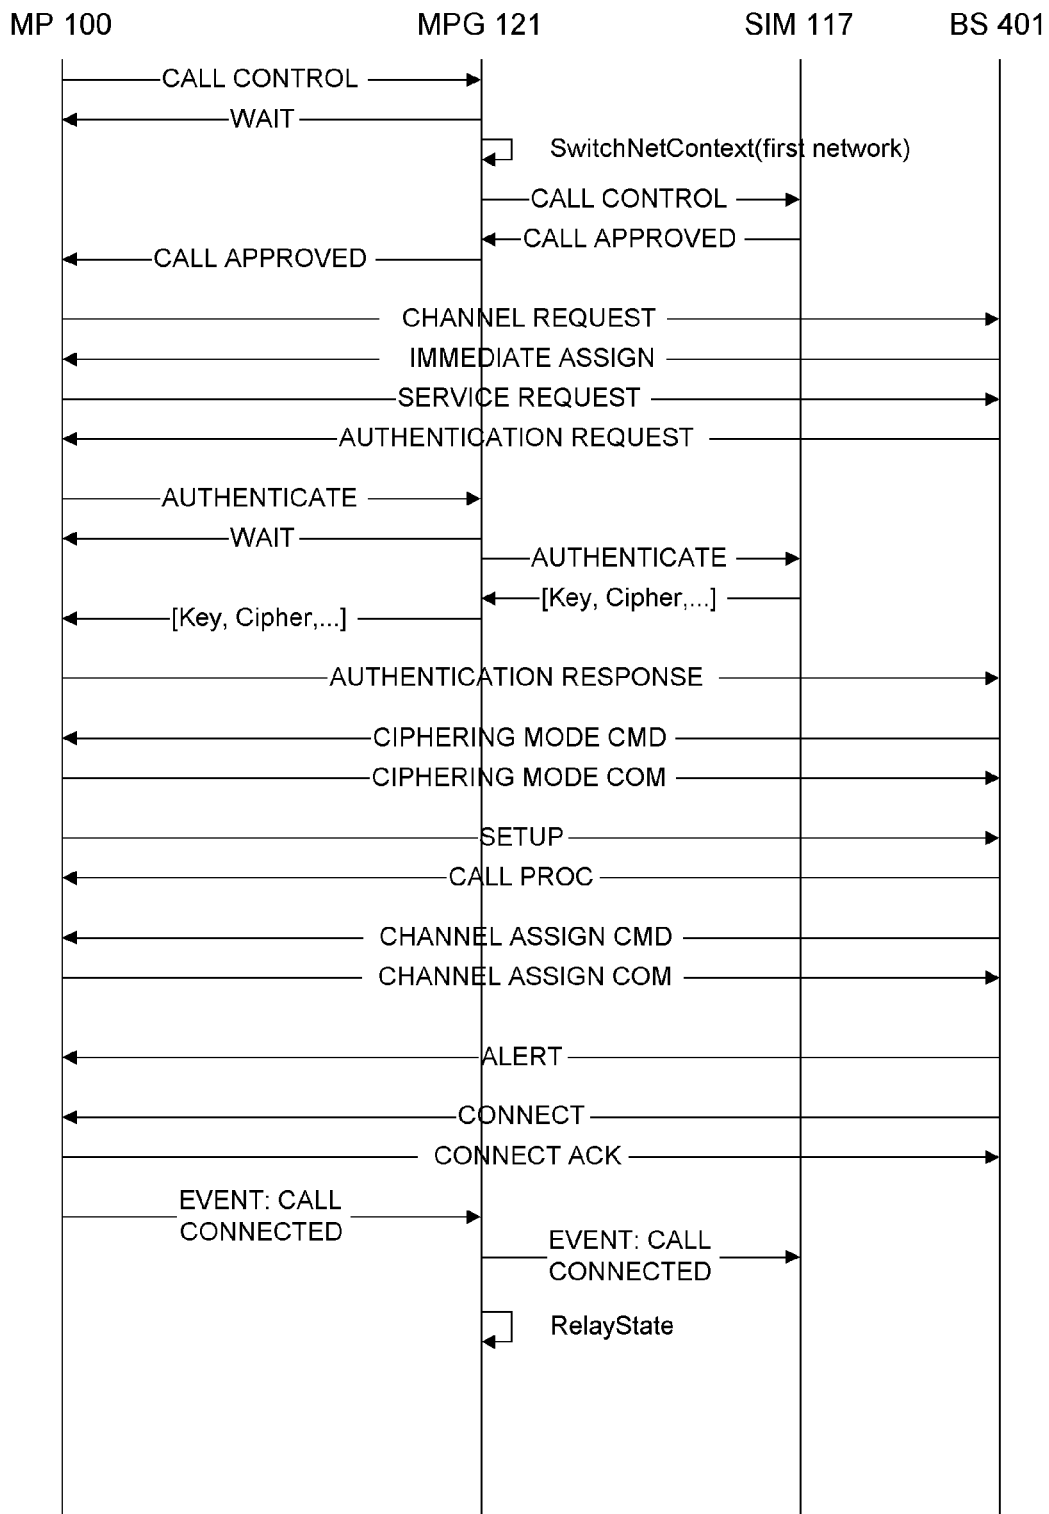 MP 100 MPG 121 SIM 117 BS 401
CALL CONTROL
WAIT
SwitchNetContext(first network)
CALL CONTROL
CALL APPROVED
CALL APPROVED
CHANNEL REQUEST
IMMEDIATE ASSIGN
SERVICE REQUEST
AUTHENTICATION REQUEST
AUTHENTICATE
WAIT
AUTHENTICATE
[Key, Cipher,...]
[Key, Cipher,...]
AUTHENTICATION RESPONSE
CIPHERING MODE CMD
CIPHERING MODE COM
SETUP
CALL PROC
CHANNEL ASSIGN CMD
CHANNEL ASSIGN COM
ALERT
CONNECT
CONNECT ACK
EVENT: CALL
CONNECTED
EVENT: CALL
CONNECTED
RelayState